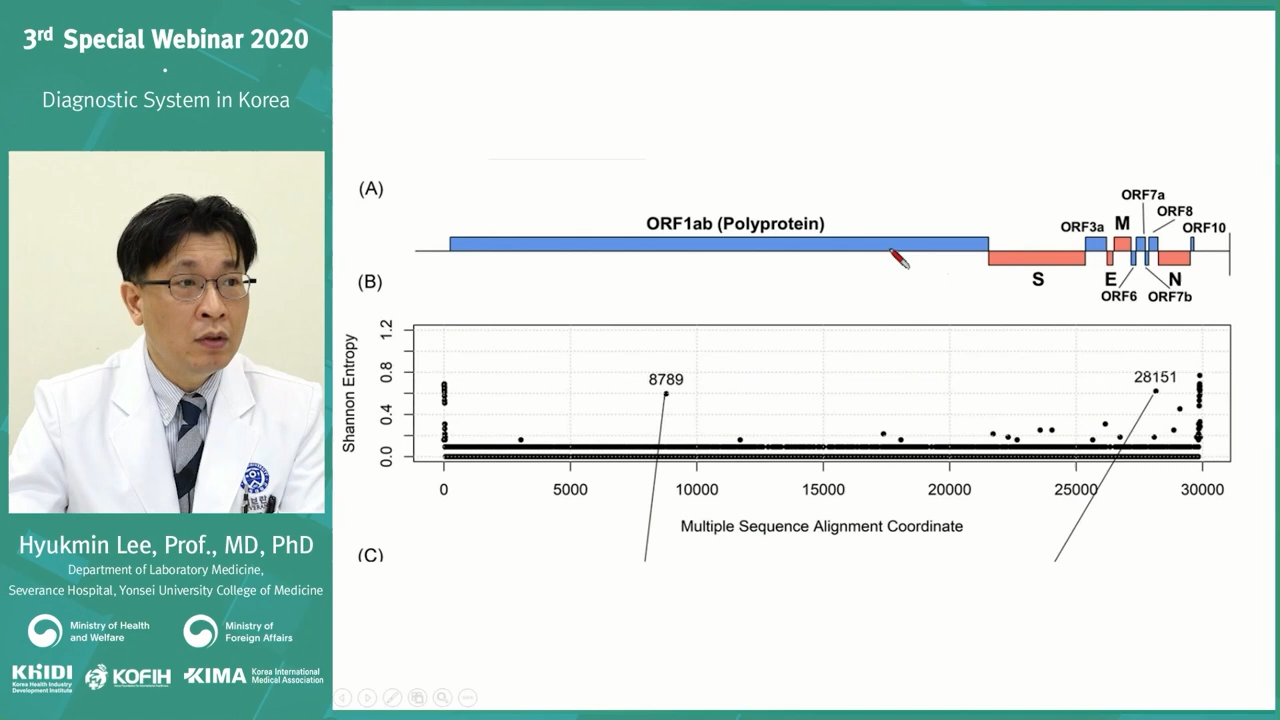 3rd Special Webinar 2020
Diagnostic System in Korea
Hyukmin Lee, Prof., MD, PhD
Department of Laboratory Medicine,
Severance Hospital, Yonsei University College of Medicine
Ministry of Health
and Welfare
Ministry of
Foreign Affairs
KHIDI
Korea Health Industry
Development Institute
KOFIH
KIMA Korea International
Medical Association
(A)
ORF1ab (Polyprotein)
ORF3a
M
ORF7a
ORF8
ORF10
S
E
ORF6
N
ORF7b
(B)
Shannon Entropy
1.2
0.8
0.4
0.0
8789
28151
0 5000 10000 15000 20000 25000 30000
Multiple Sequence Alignment Coordinate
(C)